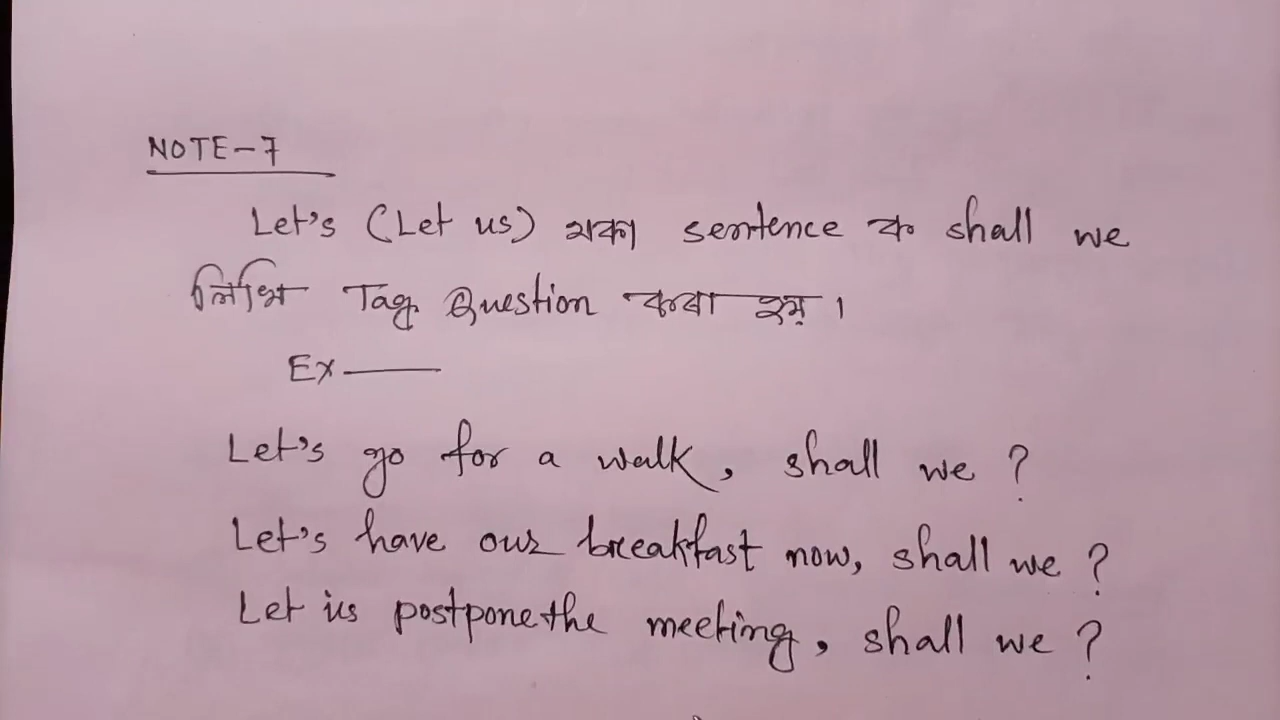 NOTE-7
Let's (Let us) থকা sentence ক shall we
লিখি Tag Question কৰা হয়।
Ex——
Let's go for a walk, shall we ?
Let's have our breakfast now, shall we ?
Let us postpone the meeting, shall we ?